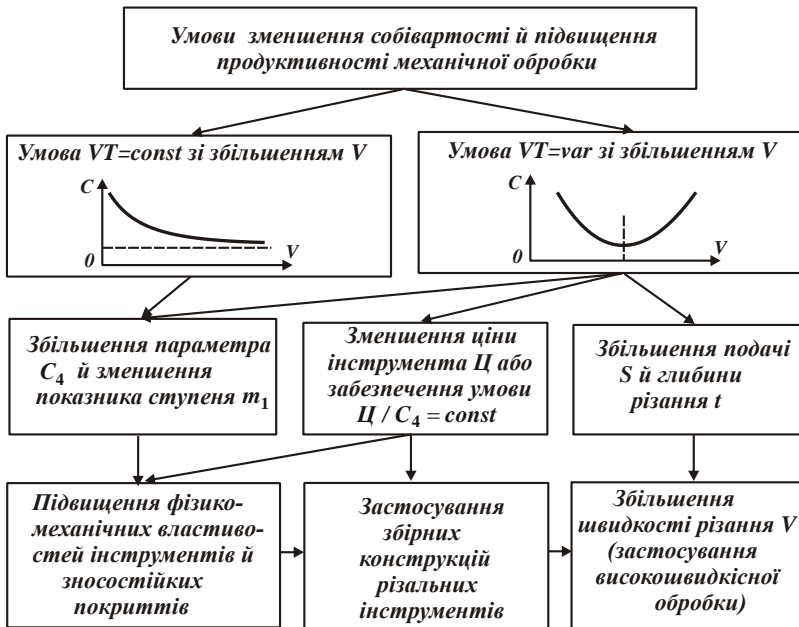 Умови зменшення собівартості й підвищення
продуктивності механічної обробки
Умова VT=const зі збільшенням V
C
0
V
Умова VT=var зі збільшенням V
C
0
V
Збільшення параметра
C₄ й зменшення
показника ступеня m₁
Зменшення ціни
інструмента Ц або
забезпечення умови
Ц / C₄ = const
Збільшення подачі
S й глибини
різання t
Підвищення фізико-
механічних властиво-
стей інструментів й
зносостійких
покриттів
Застосування
збірних
конструкцій
різальних
інструментів
Збільшення
швидкості різання V
(застосування
високошвидкісної
обробки)